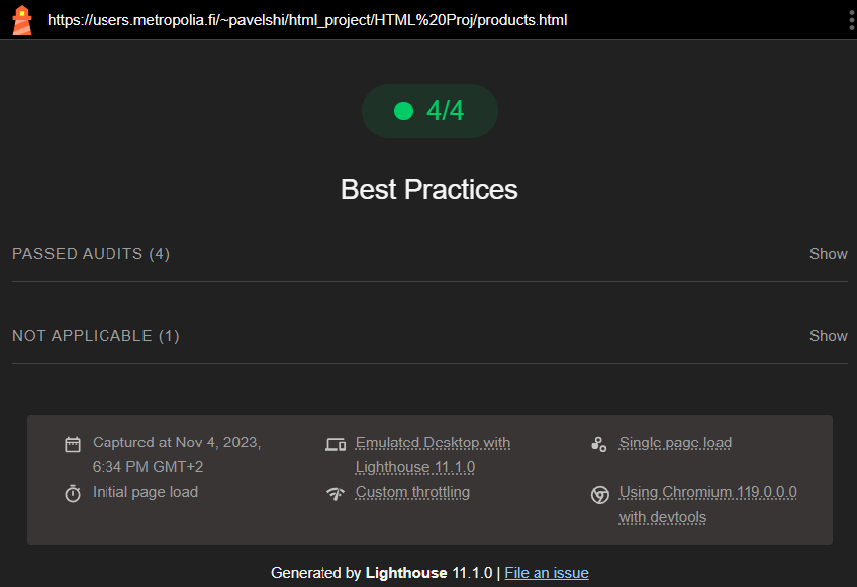 https://users.metropolia.fi/~pavelshi/html_project/HTML%20Proj/products.html
4/4
Best Practices
PASSED AUDITS (4)
Show
NOT APPLICABLE (1)
Show
Captured at Nov 4, 2023,
6:34 PM GMT+2
Emulated Desktop with
Lighthouse 11.1.0
Single page load
Initial page load
Custom throttling
Using Chromium 119.0.0.0
with devtools
Generated by Lighthouse 11.1.0 | File an issue